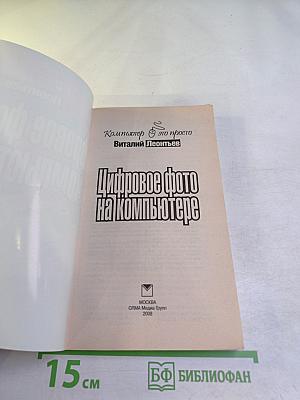 Компьютер это просто
Виталий Леонтьев
Цифровое фото
на компьютере
МОСКВА
ОЛМА Медиа Групп
2008
15 см
БФ БИБЛИОФАН